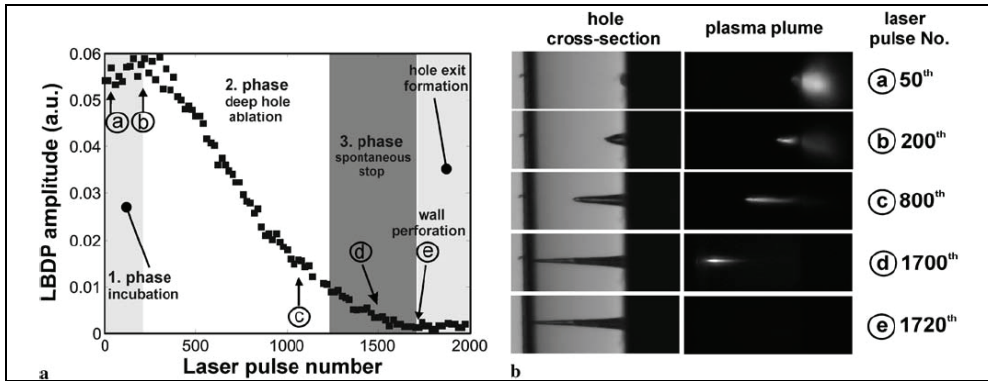 0.06
0.05
0.04
0.03
0.02
0.01
0
LBDP amplitude (a.u.)
0
500
1000
1500
2000
Laser pulse number
a
a
b
c
d
e
1. phase
incubation
2. phase
deep hole
ablation
3. phase
spontaneous
stop
hole exit
formation
wall
perforation
b
hole
cross-section
plasma plume
laser
pulse No.
a 50th
b 200th
c 800th
d 1700th
e 1720th